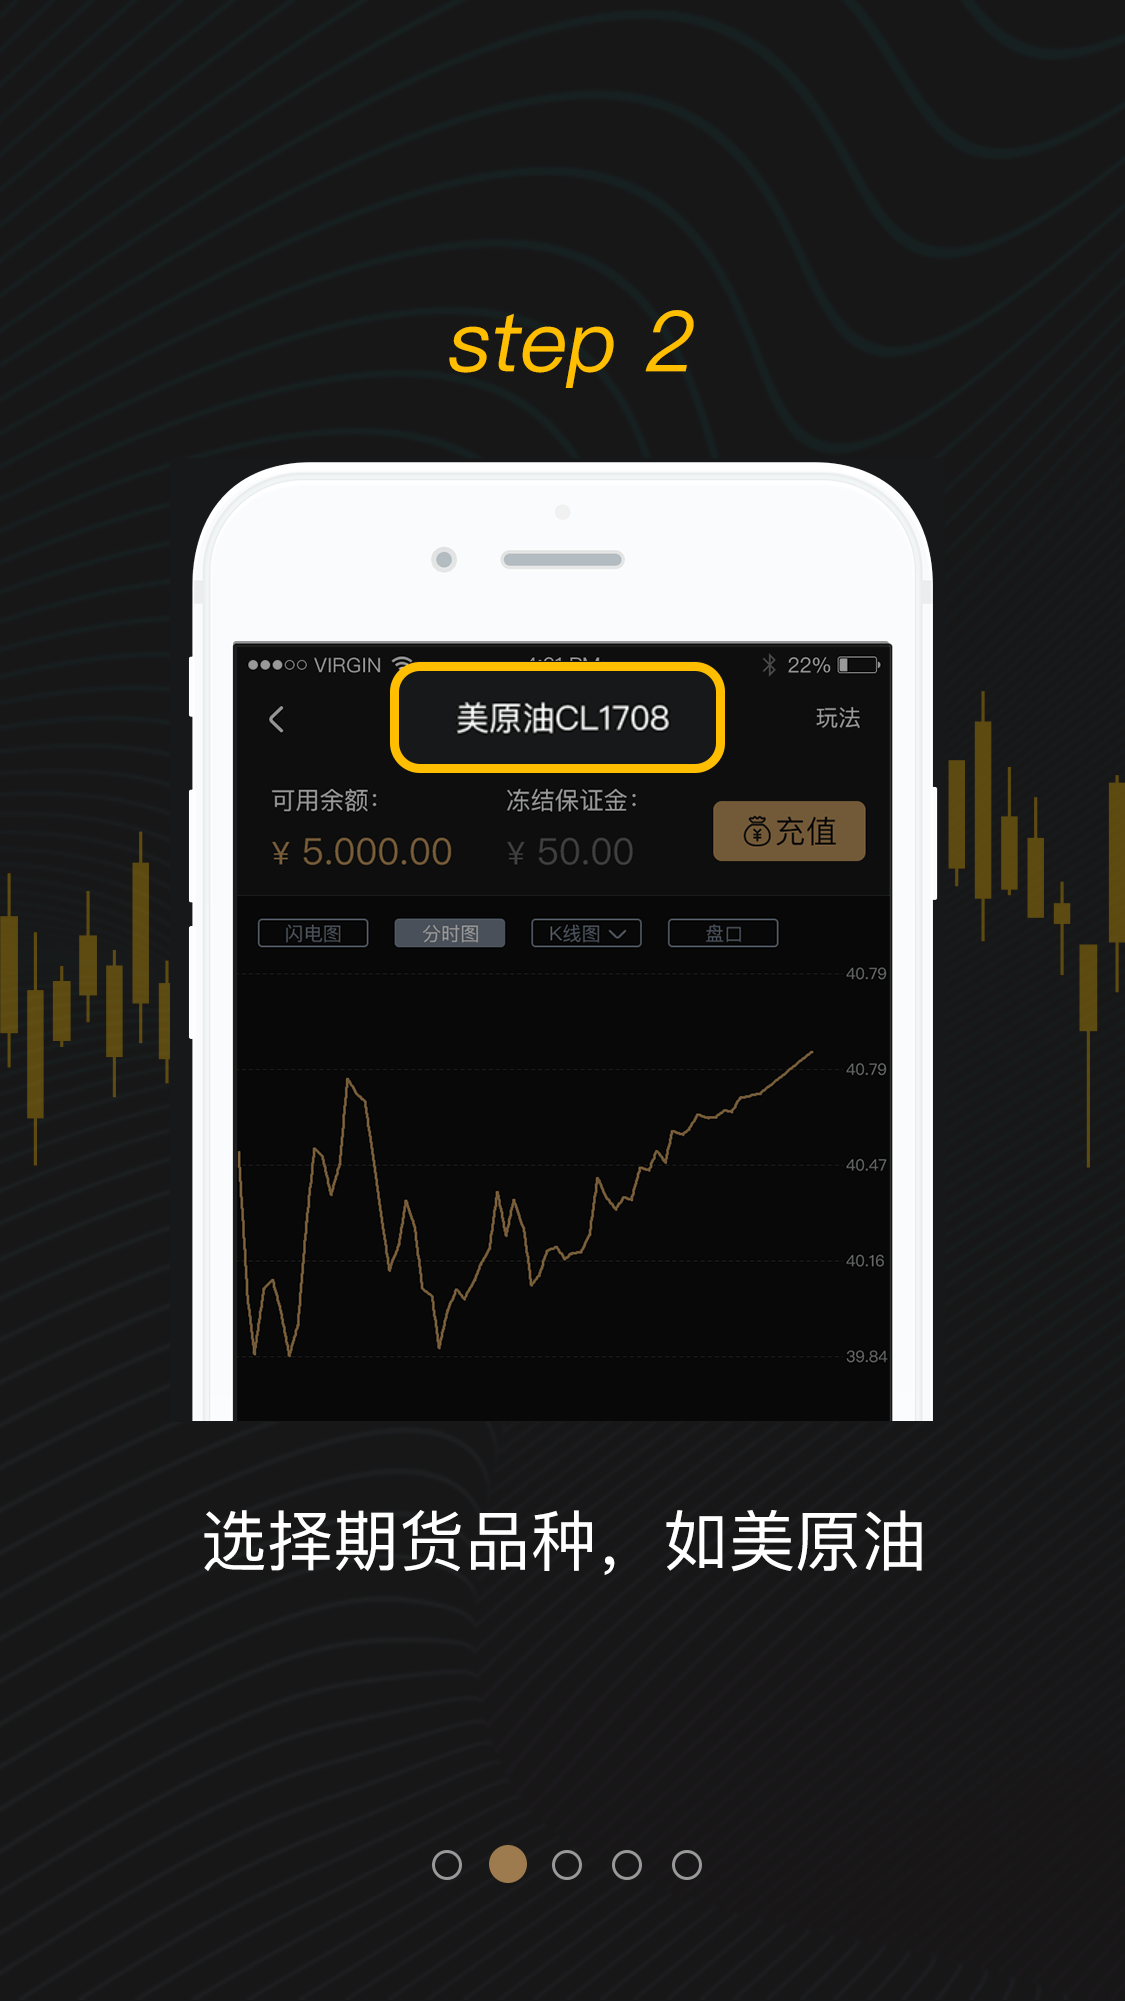 step 2
VIRGIN 22%
美原油CL1708
玩法
可用余额： 冻结保证金：
¥ 5.000.00 ¥ 50.00
充值
闪电图 分时图 K线图 盘口
40.79
40.79
40.47
40.16
39.84
选择期货品种，如美原油